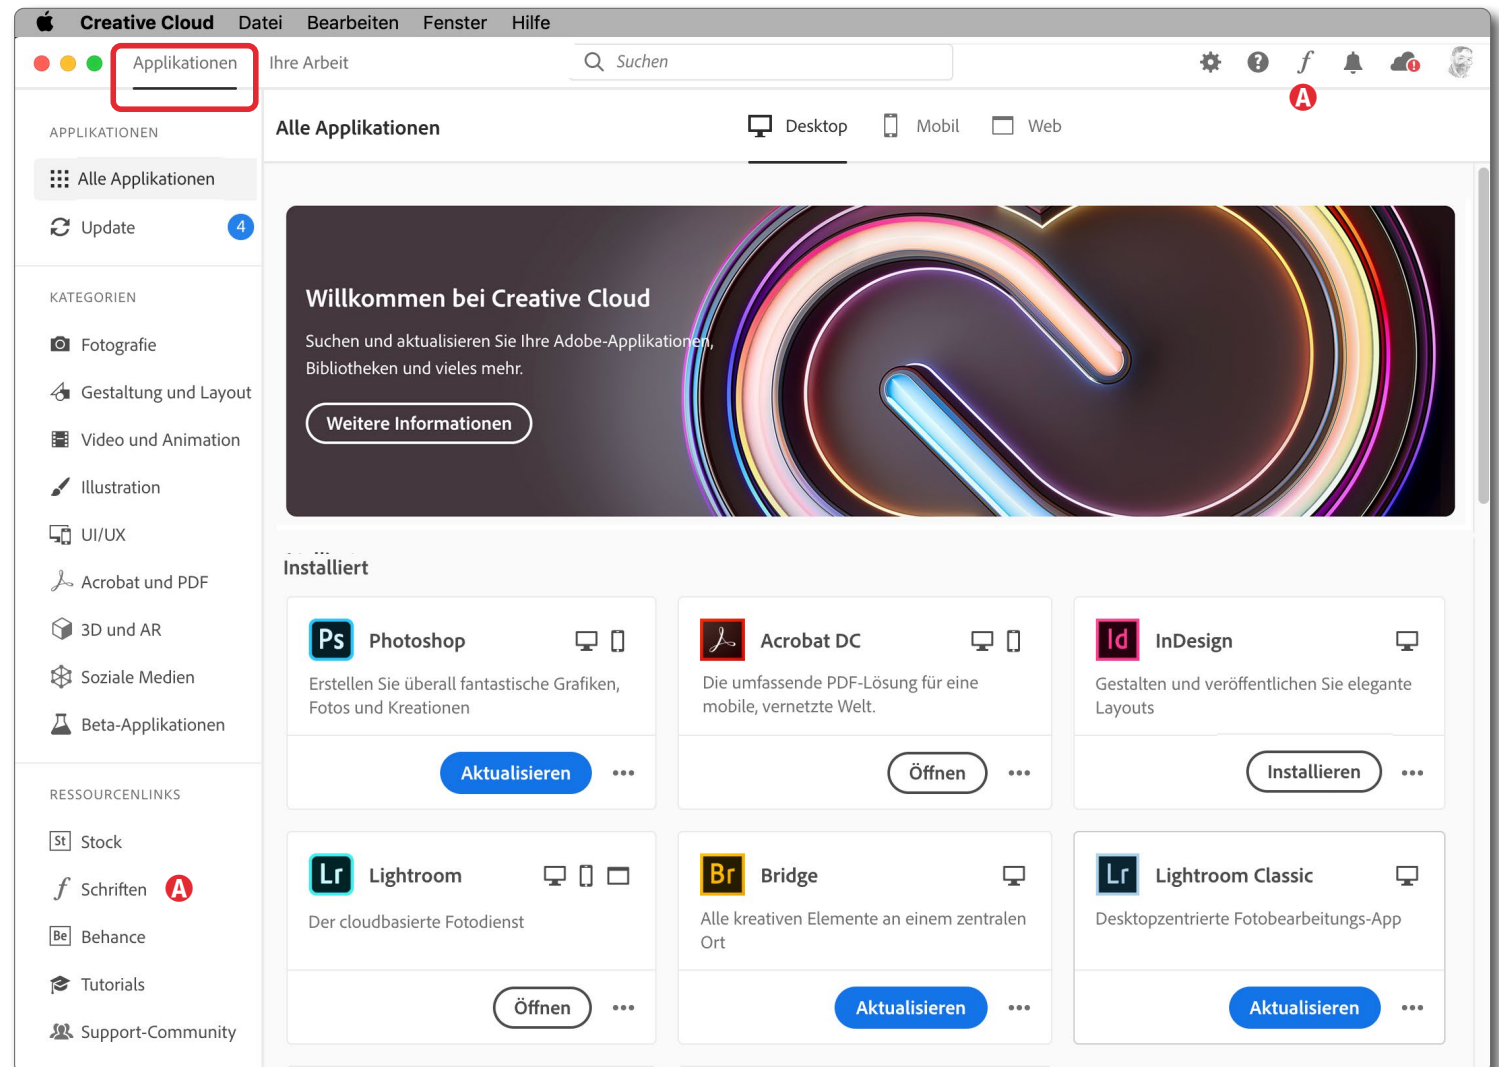 Creative Cloud Datei Bearbeiten Fenster Hilfe
Applikationen Ihre Arbeit Suchen
A
APPLIKATIONEN
Alle Applikationen
Update 4
KATEGORIEN
Fotografie
Gestaltung und Layout
Video und Animation
Illustration
UI/UX
Acrobat und PDF
3D und AR
Soziale Medien
Beta-Applikationen
RESSOURCENLINKS
St Stock
f Schriften A
Be Behance
Tutorials
Support-Community
Alle Applikationen Desktop Mobil Web
Willkommen bei Creative Cloud
Suchen und aktualisieren Sie Ihre Adobe-Applikationen,
Bibliotheken und vieles mehr.
Weitere Informationen
Installiert
Ps Photoshop
Erstellen Sie überall fantastische Grafiken,
Fotos und Kreationen
Aktualisieren
Acrobat DC
Die umfassende PDF-Lösung für eine
mobile, vernetzte Welt.
Öffnen
Id InDesign
Gestalten und veröffentlichen Sie elegante
Layouts
Installieren
Lr Lightroom
Der cloudbasierte Fotodienst
Öffnen
Br Bridge
Alle kreativen Elemente an einem zentralen
Ort
Aktualisieren
Lr Lightroom Classic
Desktopzentrierte Fotobearbeitungs-App
Aktualisieren